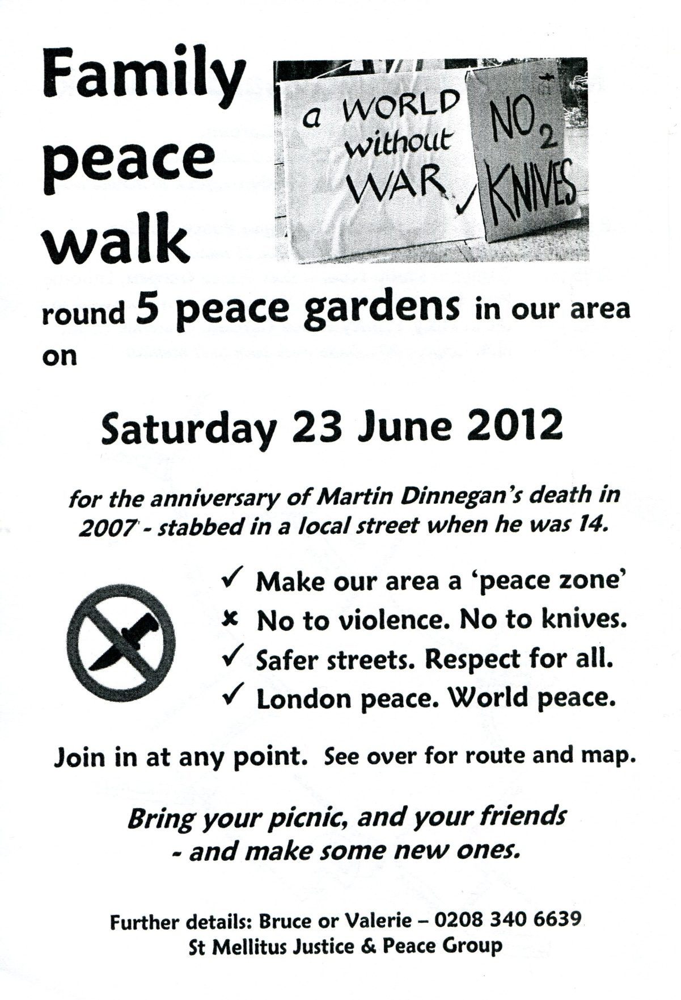 Family
peace
walk
a WORLD
without
WAR
NO
2
KNIVES
round 5 peace gardens in our area
on
Saturday 23 June 2012
for the anniversary of Martin Dinnegan's death in
2007 - stabbed in a local street when he was 14.
✓ Make our area a ‘peace zone’
✗ No to violence. No to knives.
✓ Safer streets. Respect for all.
✓ London peace. World peace.
Join in at any point. See over for route and map.
Bring your picnic, and your friends
- and make some new ones.
Further details: Bruce or Valerie – 0208 340 6639
St Mellitus Justice & Peace Group